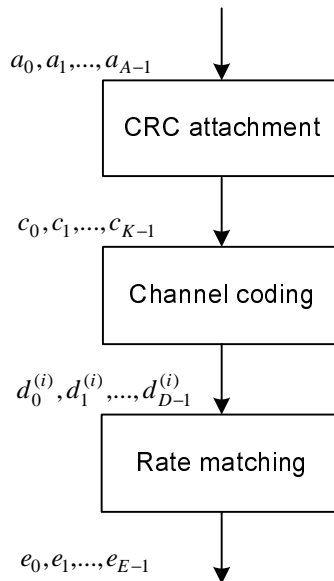 a_0, a_1,..., a_{A-1}
CRC attachment
c_0, c_1,..., c_{K-1}
Channel coding
d_0^{(i)}, d_1^{(i)},..., d_{D-1}^{(i)}
Rate matching
e_0, e_1,..., e_{E-1}